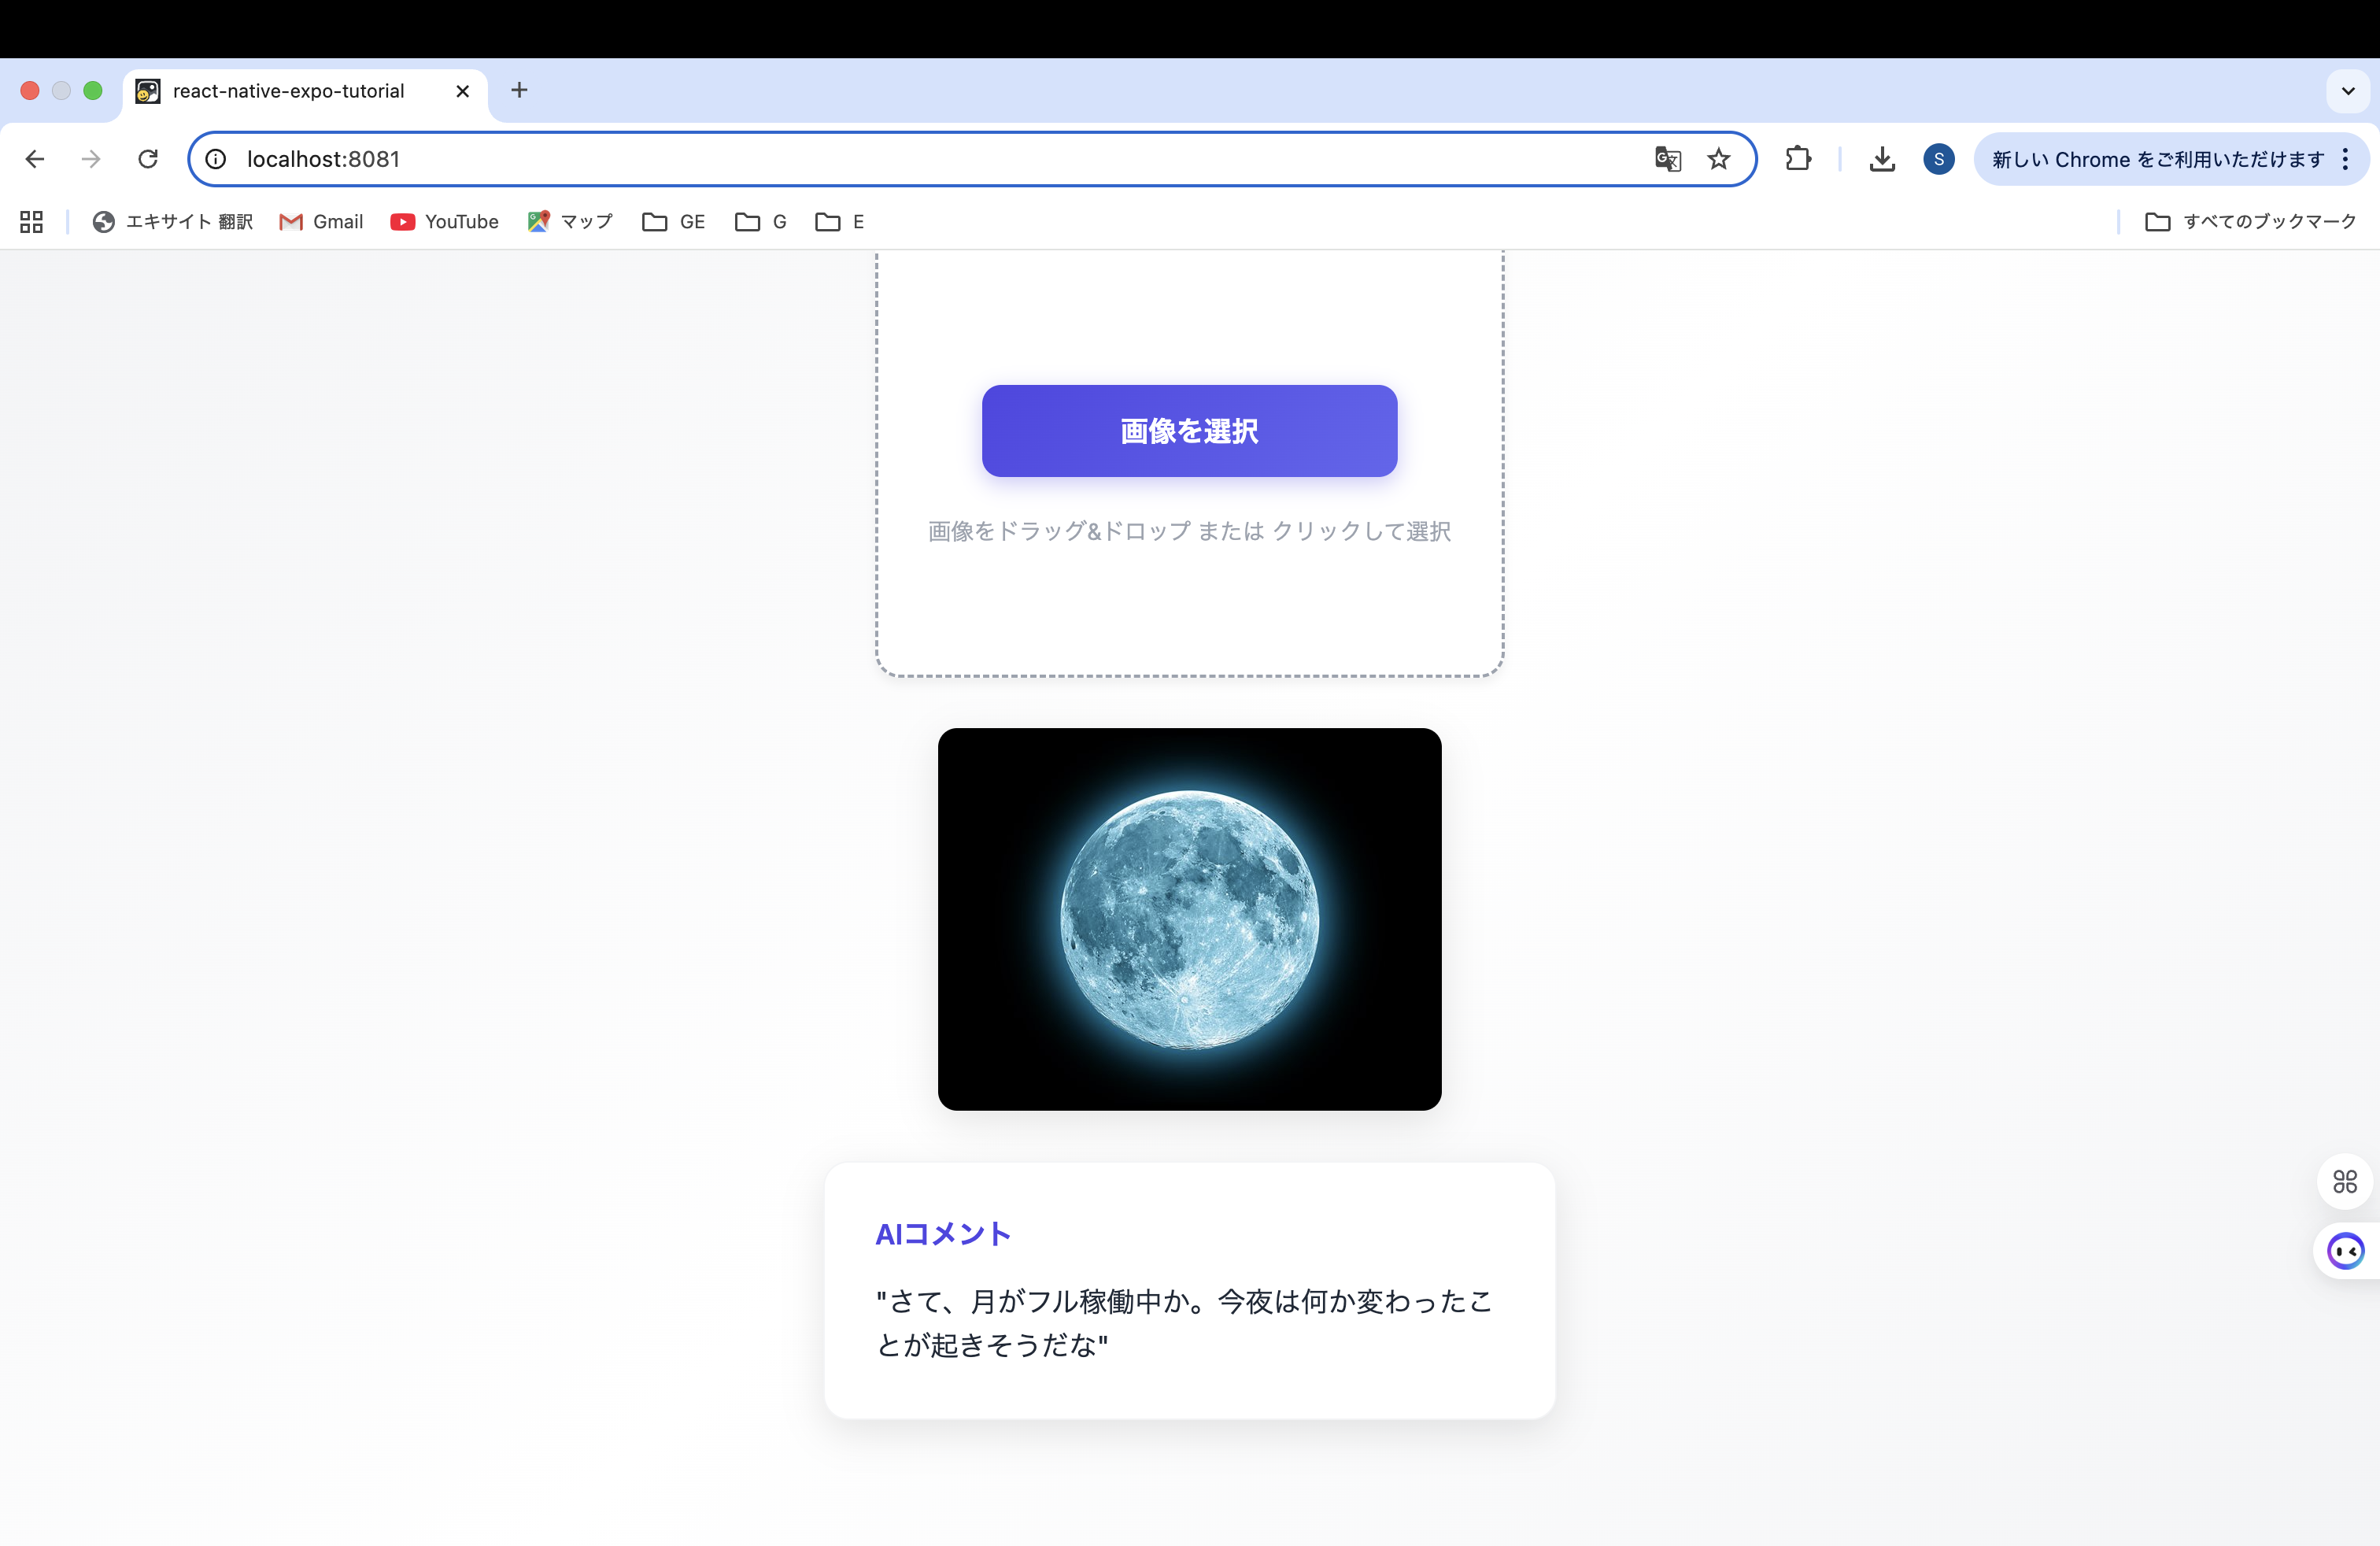 react-native-expo-tutorial
localhost:8081
S
新しい Chrome をご利用いただけます
エキサイト 翻訳
Gmail
YouTube
マップ
GE
G
E
すべてのブックマーク
画像を選択
画像をドラッグ&ドロップ または クリックして選択
AIコメント
"さて、月がフル稼働中か。今夜は何か変わったこ
とが起きそうだな"